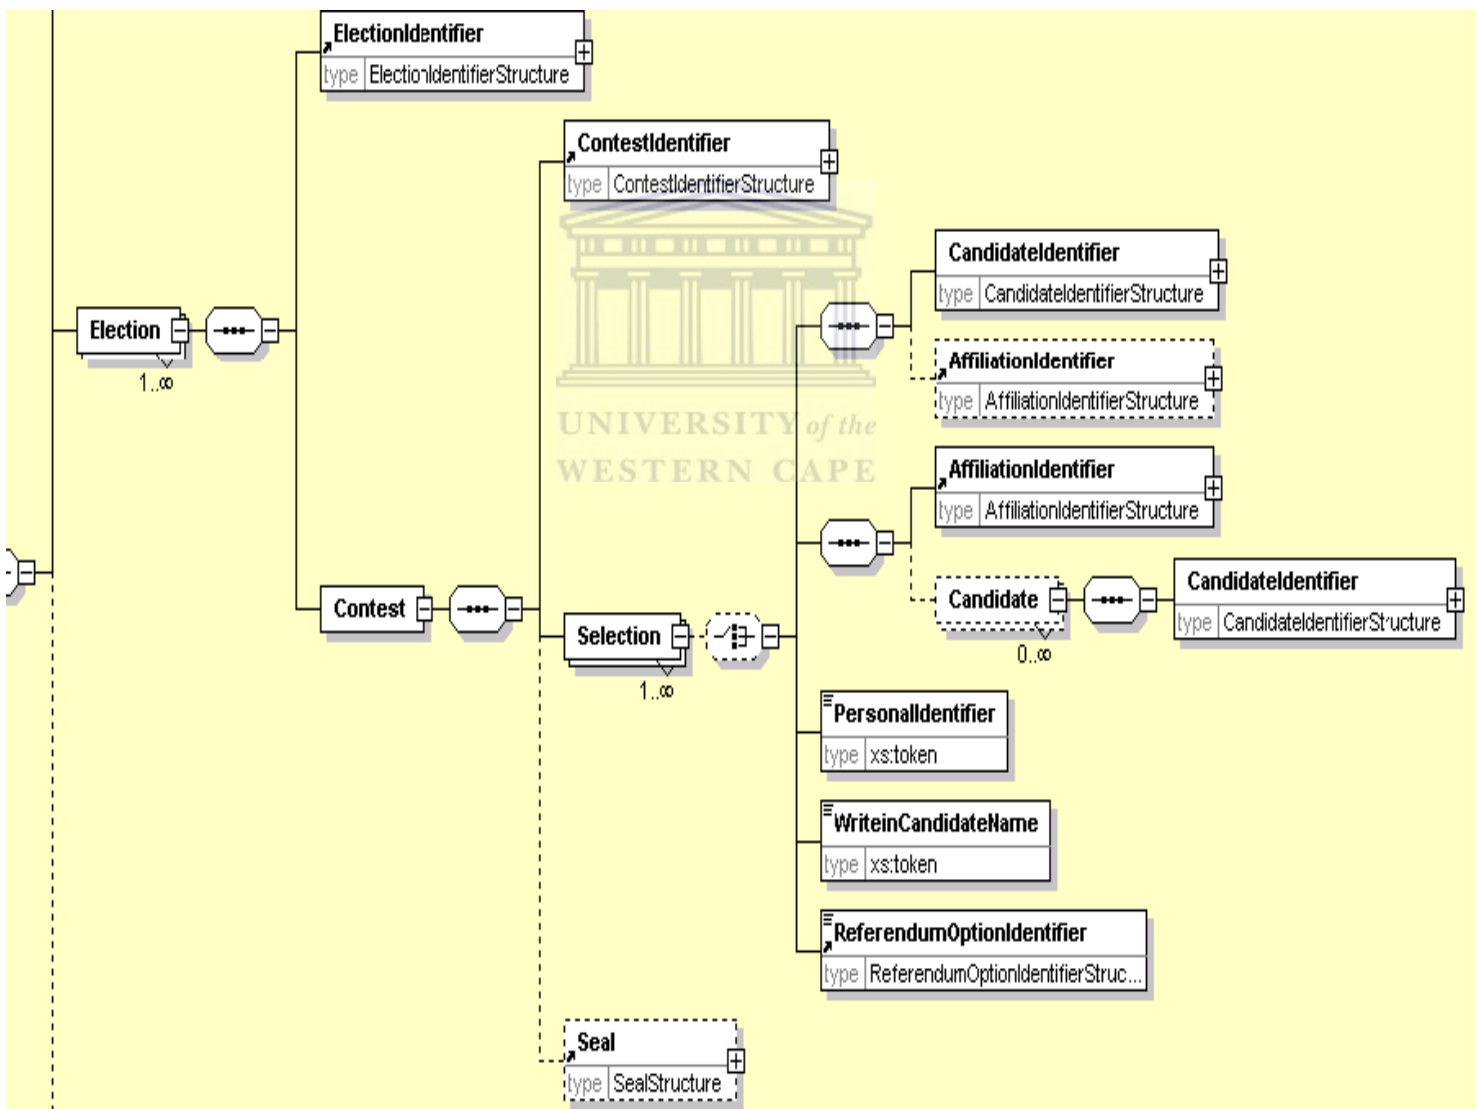 ElectionIdentifier
type ElectionIdentifierStructure
ContestIdentifier
type ContestIdentifierStructure
CandidateIdentifier
type CandidateIdentifierStructure
Election
1..∞
AffiliationIdentifier
type AffiliationIdentifierStructure
UNIVERSITY of the
WESTERN CAPE
AffiliationIdentifier
type AffiliationIdentifierStructure
Contest
Selection
1..∞
Candidate
0..∞
CandidateIdentifier
type CandidateIdentifierStructure
PersonalIdentifier
type xs:token
WriteinCandidateName
type xs:token
ReferendumOptionIdentifier
type ReferendumOptionIdentifierStruc...
Seal
type SealStructure